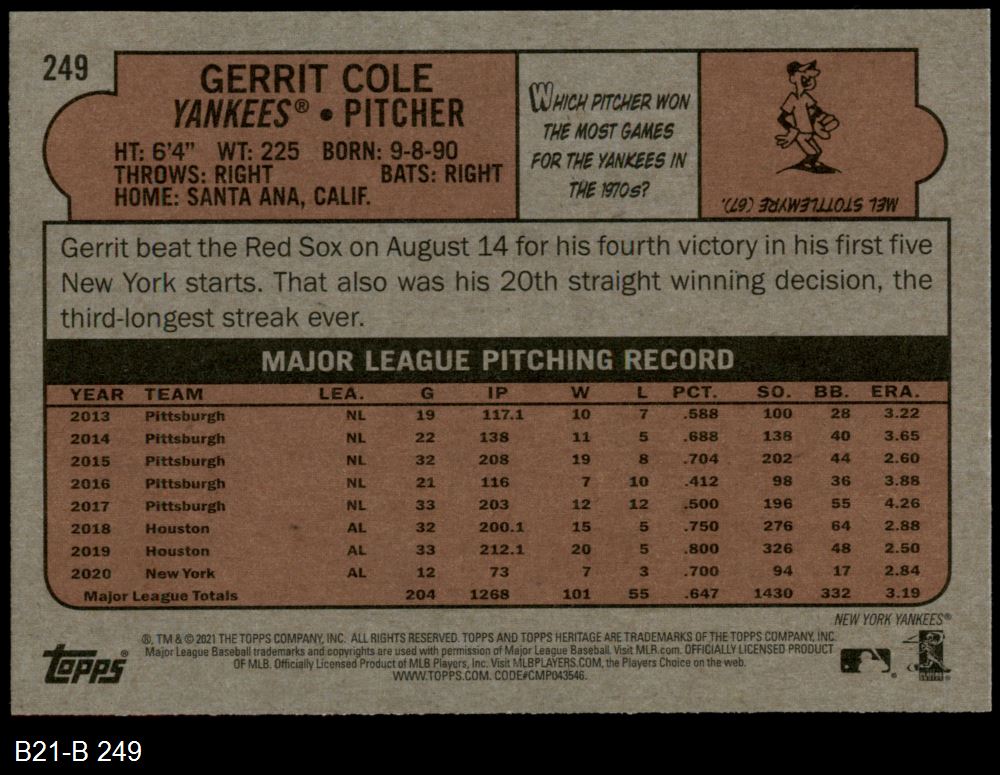 249
GERRIT COLE
YANKEES® • PITCHER
HT: 6'4" WT: 225 BORN: 9-8-90
THROWS: RIGHT BATS: RIGHT
HOME: SANTA ANA, CALIF.
WHICH PITCHER WON
THE MOST GAMES
FOR THE YANKEES IN
THE 1970s?
MEL STOTTLEMYRE (67).
Gerrit beat the Red Sox on August 14 for his fourth victory in his first five
New York starts. That also was his 20th straight winning decision, the
third-longest streak ever.
MAJOR LEAGUE PITCHING RECORD
YEAR TEAM LEA. G IP W L PCT. SO. BB. ERA.
2013 Pittsburgh NL 19 117.1 10 7 .588 100 28 3.22
2014 Pittsburgh NL 22 138 11 5 .688 138 40 3.65
2015 Pittsburgh NL 32 208 19 8 .704 202 44 2.60
2016 Pittsburgh NL 21 116 7 10 .412 98 36 3.88
2017 Pittsburgh NL 33 203 12 12 .500 196 55 4.26
2018 Houston AL 32 200.1 15 5 .750 276 64 2.88
2019 Houston AL 33 212.1 20 5 .800 326 48 2.50
2020 New York AL 12 73 7 3 .700 94 17 2.84
Major League Totals 204 1268 101 55 .647 1430 332 3.19
NEW YORK YANKEES®
topps®
®, TM & © 2021 THE TOPPS COMPANY, INC. ALL RIGHTS RESERVED. TOPPS AND TOPPS HERITAGE ARE TRADEMARKS OF THE TOPPS COMPANY, INC.
Major League Baseball trademarks and copyrights are used with permission of Major League Baseball. Visit MLB.com. OFFICIALLY LICENSED PRODUCT
OF MLB. Officially Licensed Product of MLB Players, Inc. Visit MLBPLAYERS.COM, the Players Choice on the web.
WWW.TOPPS.COM. CODE#CMP043546.
B21-B 249